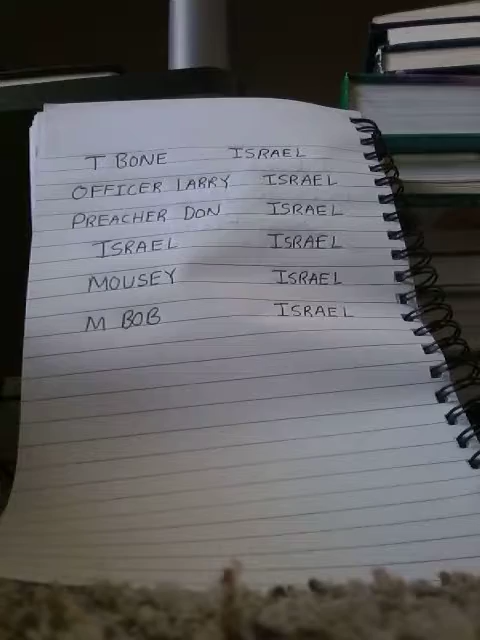 T BONE ISRAEL
OFFICER LARRY ISRAEL
PREACHER DON ISRAEL
ISRAEL ISRAEL
MOUSEY ISRAEL
M BOB ISRAEL